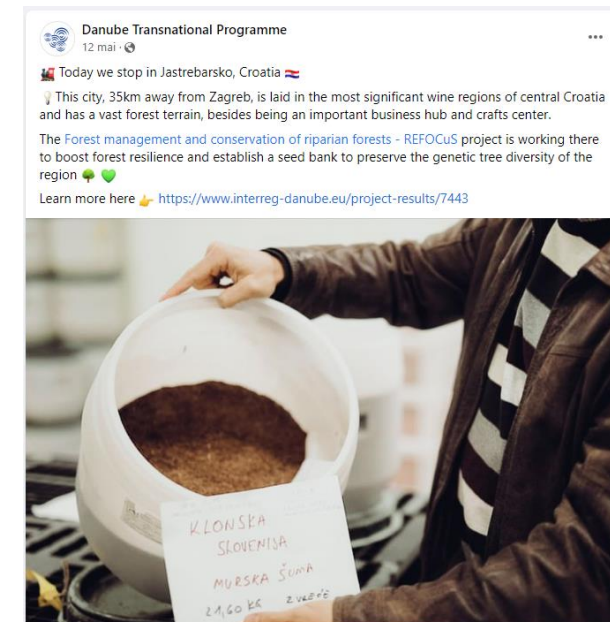 Danube Transnational Programme
12 mai ·
Today we stop in Jastrebarsko, Croatia
This city, 35km away from Zagreb, is laid in the most significant wine regions of central Croatia
and has a vast forest terrain, besides being an important business hub and crafts center.
The Forest management and conservation of riparian forests - REFOCuS project is working there
to boost forest resilience and establish a seed bank to preserve the genetic tree diversity of the
region
Learn more here https://www.interreg-danube.eu/project-results/7443
KLONSKA
SLOVENIJA
MURSKA ŠUMA
21,60 KG